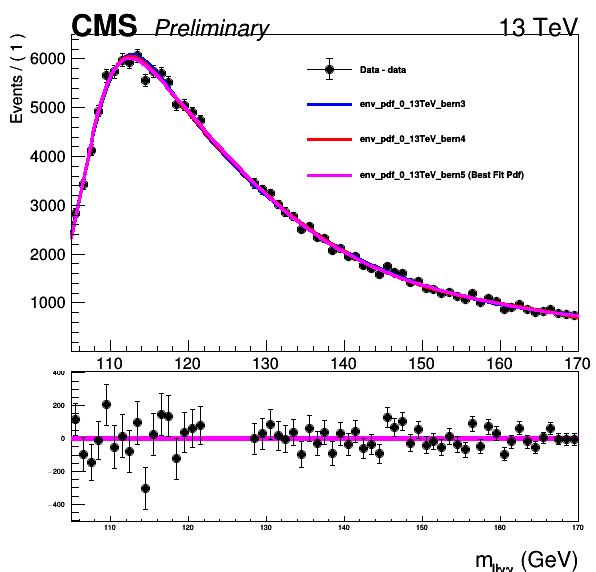 CMS Preliminary 13 TeV
Events / ( 1 )
6000
5000
4000
3000
2000
1000
Data - data
env_pdf_0_13TeV_bern3
env_pdf_0_13TeV_bern4
env_pdf_0_13TeV_bern5 (Best Fit Pdf)
110 120 130 140 150 160 170
400
200
0
−200
−400
110 120 130 140 150 160 170
m_llγγ (GeV)